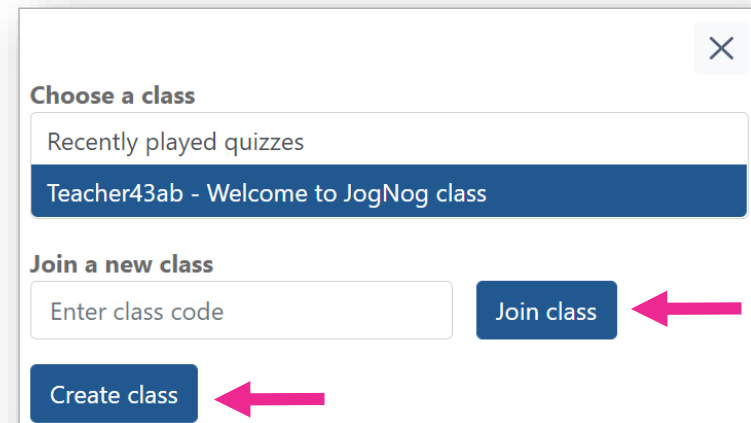 Choose a class
Recently played quizzes
Teacher43ab - Welcome to JogNog class
Join a new class
Enter class code
Join class
Create class